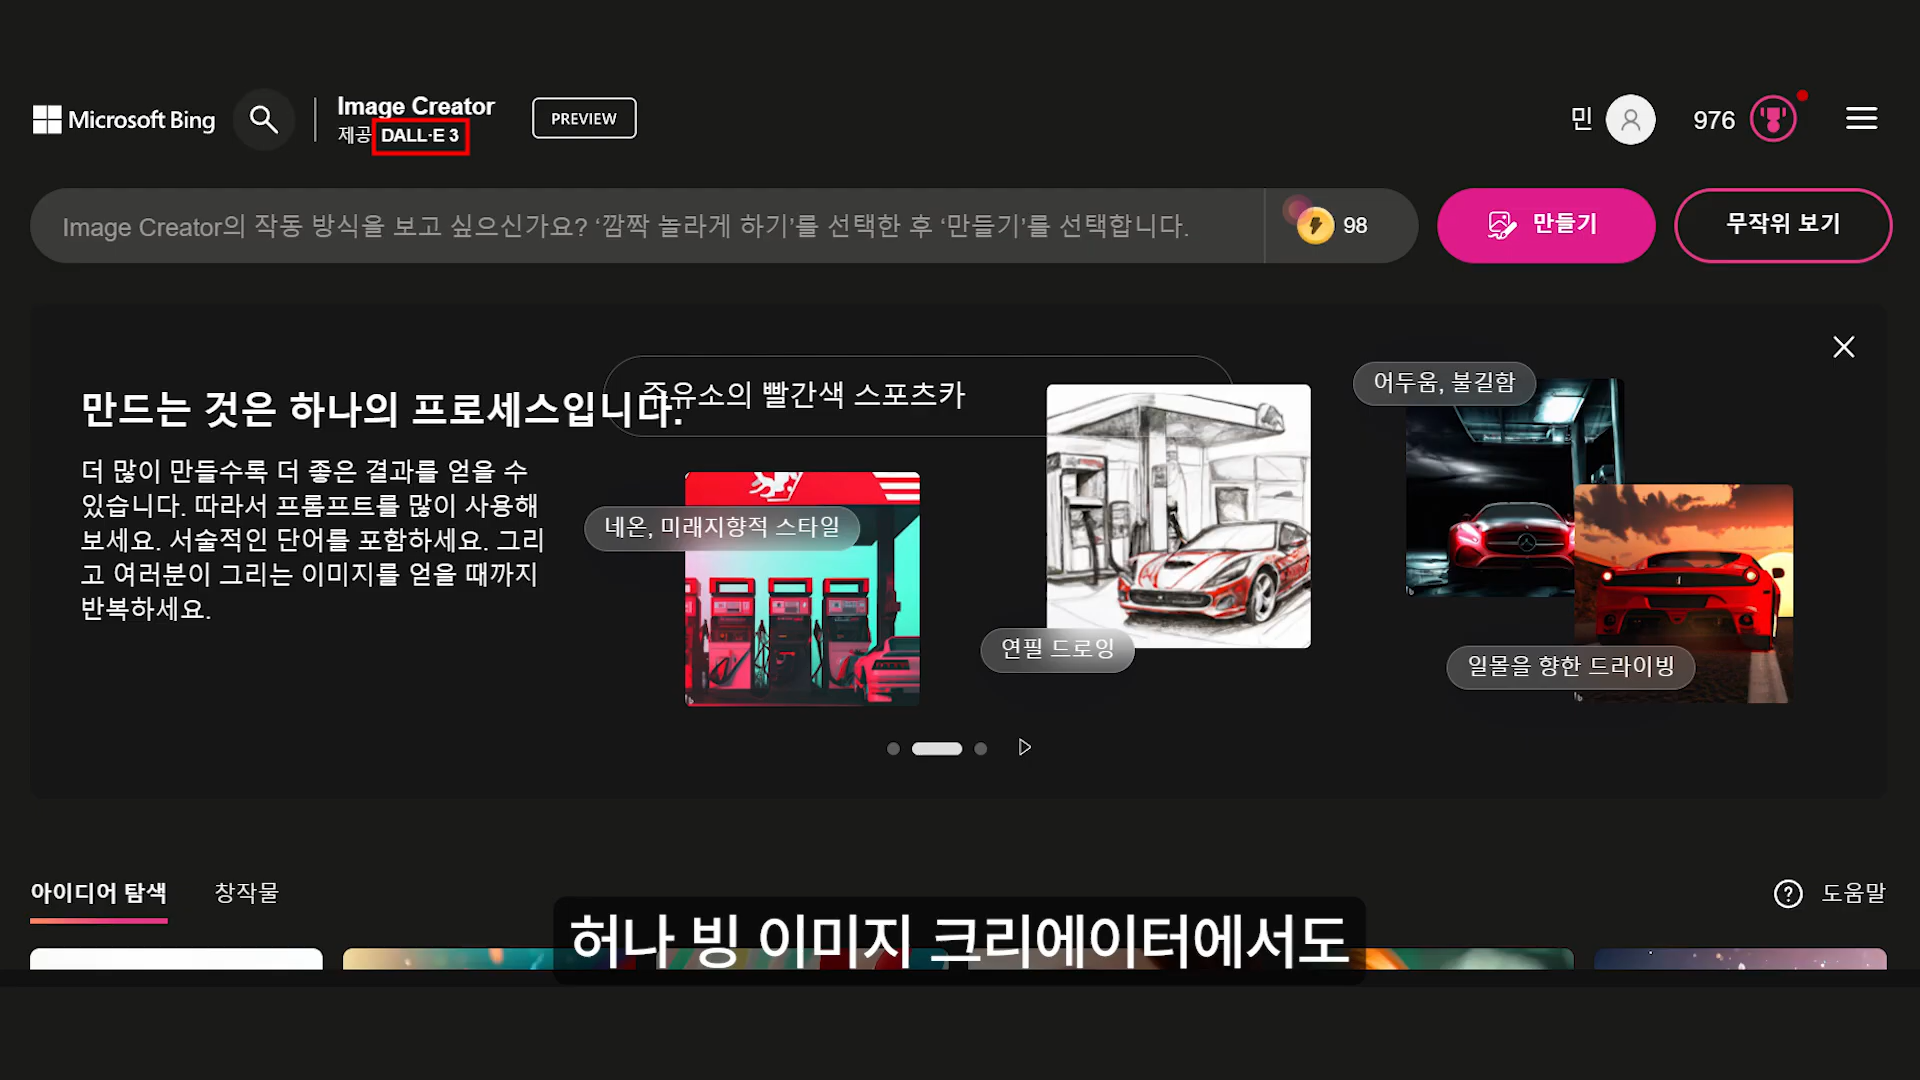 Microsoft Bing
Image Creator
제공 DALL·E 3
PREVIEW
민
976
Image Creator의 작동 방식을 보고 싶으신가요? ‘깜짝 놀라게 하기’를 선택한 후 ‘만들기’를 선택합니다.
98
만들기
무작위 보기
만드는 것은 하나의 프로세스입니다.
더 많이 만들수록 더 좋은 결과를 얻을 수
있습니다. 따라서 프롬프트를 많이 사용해
보세요. 서술적인 단어를 포함하세요. 그리
고 여러분이 그리는 이미지를 얻을 때까지
반복하세요.
주유소의 빨간색 스포츠카
네온, 미래지향적 스타일
연필 드로잉
어두움, 불길함
일몰을 향한 드라이빙
아이디어 탐색
창작물
도움말
허나 빙 이미지 크리에이터에서도